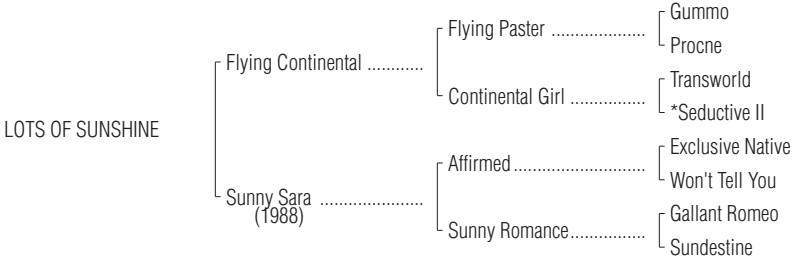 Gummo
Flying Paster ....................
Procne
Flying Continental ............
Transworld
Continental Girl ................
*Seductive II
LOTS OF SUNSHINE
Exclusive Native
Affirmed ............................
Won't Tell You
Sunny Sara ......................
(1988)
Gallant Romeo
Sunny Romance................
Sundestine